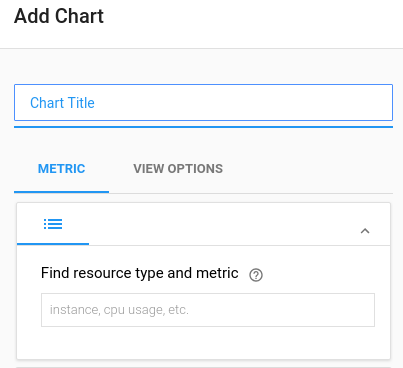 Add Chart
Chart Title
METRIC VIEW OPTIONS
Find resource type and metric ?
instance, cpu usage, etc.